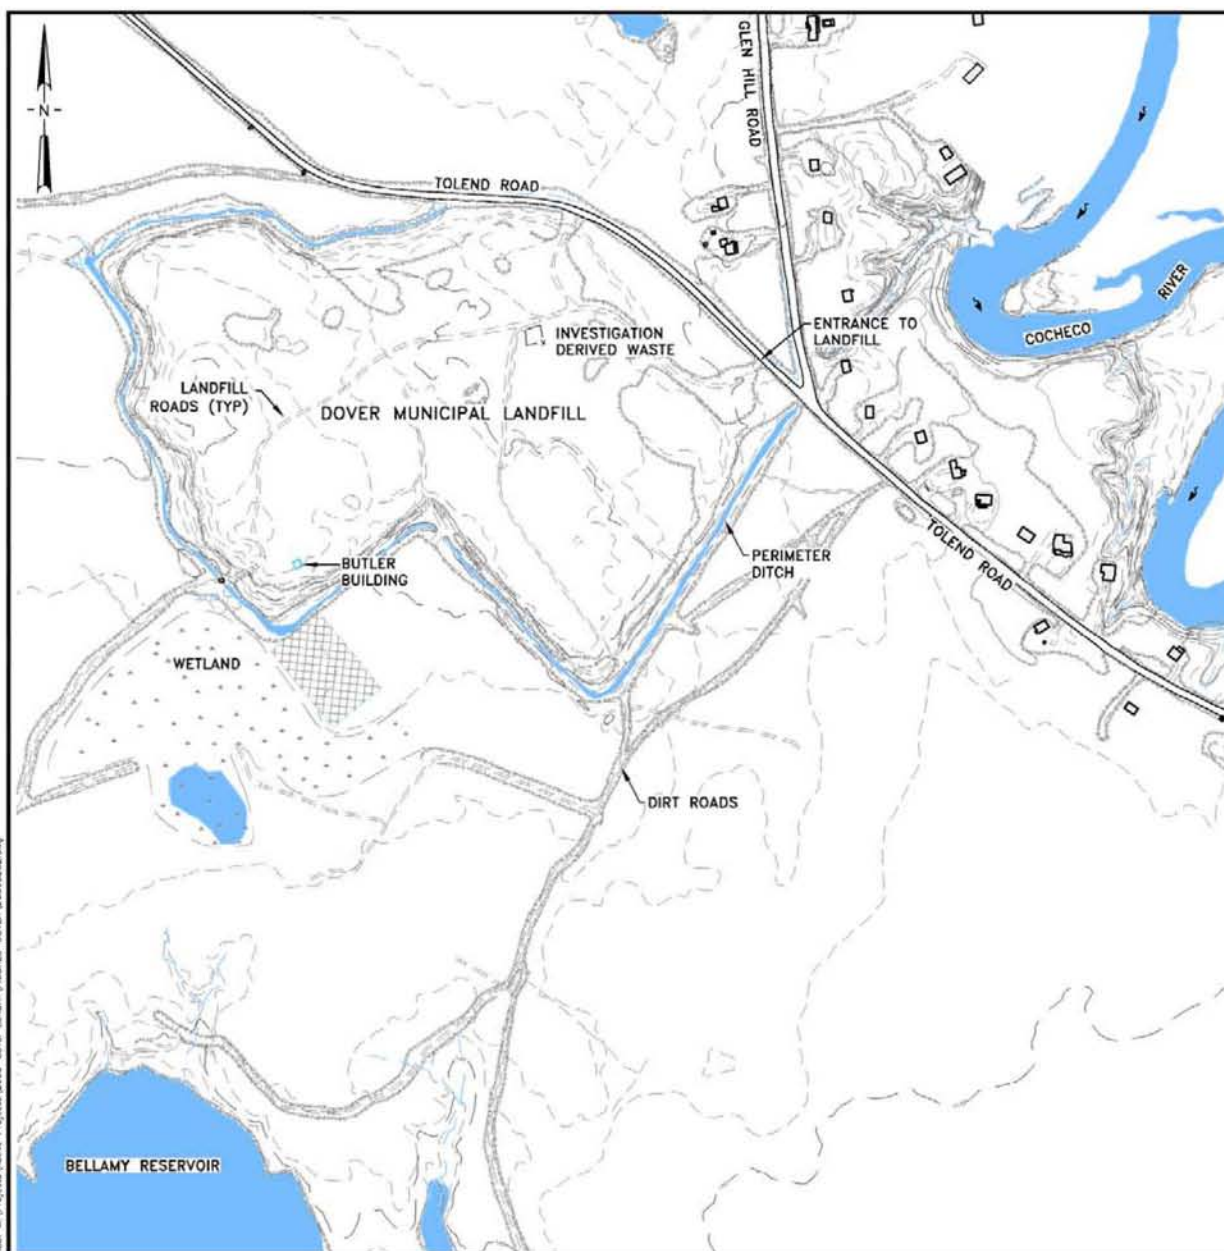 -N-
GLEN HILL ROAD
TOLEND ROAD
RIVER
COCHECO
INVESTIGATION
DERIVED WASTE
ENTRANCE TO
LANDFILL
LANDFILL
ROADS (TYP)
DOVER MUNICIPAL LANDFILL
BUTLER
BUILDING
PERIMETER
DITCH
TOLEND ROAD
WETLAND
DIRT ROADS
BELLAMY RESERVOIR